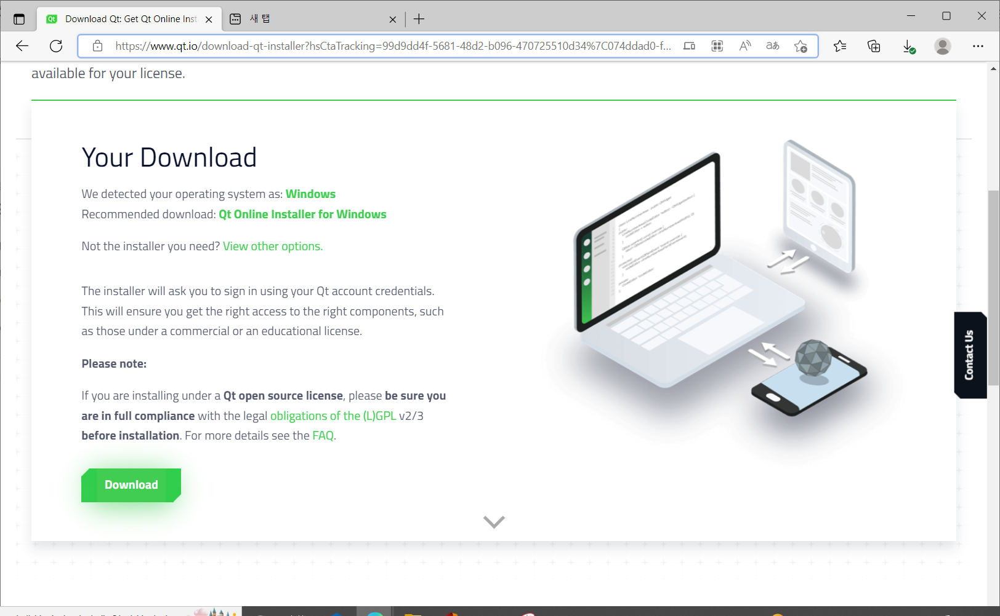 Download Qt: Get Qt Online Inst
새 탭
https://www.qt.io/download-qt-installer?hsCtaTracking=99d9dd4f-5681-48d2-b096-470725510d34%7C074ddad0-f...
available for your license.
Your Download
We detected your operating system as: Windows
Recommended download: Qt Online Installer for Windows
Not the installer you need? View other options.
The installer will ask you to sign in using your Qt account credentials.
This will ensure you get the right access to the right components, such
as those under a commercial or an educational license.
Please note:
If you are installing under a Qt open source license, please be sure you
are in full compliance with the legal obligations of the (L)GPL v2/3
before installation. For more details see the FAQ.
Download
Contact Us